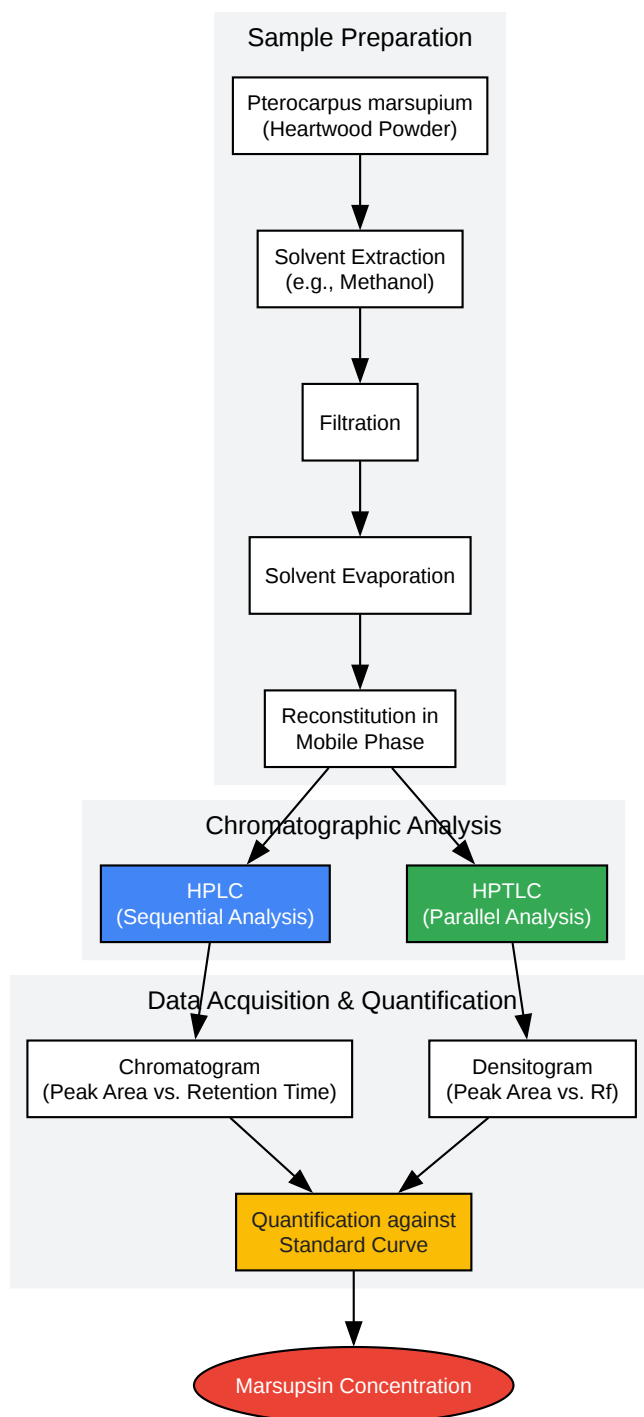 Sample Preparation
Pterocarpus marsupium
(Heartwood Powder)
Solvent Extraction
(e.g., Methanol)
Filtration
Solvent Evaporation
Reconstitution in
Mobile Phase
Chromatographic Analysis
HPLC
(Sequential Analysis)
HPTLC
(Parallel Analysis)
Data Acquisition & Quantification
Chromatogram
(Peak Area vs. Retention Time)
Densitogram
(Peak Area vs. Rf)
Quantification against
Standard Curve
Marsupsin Concentration